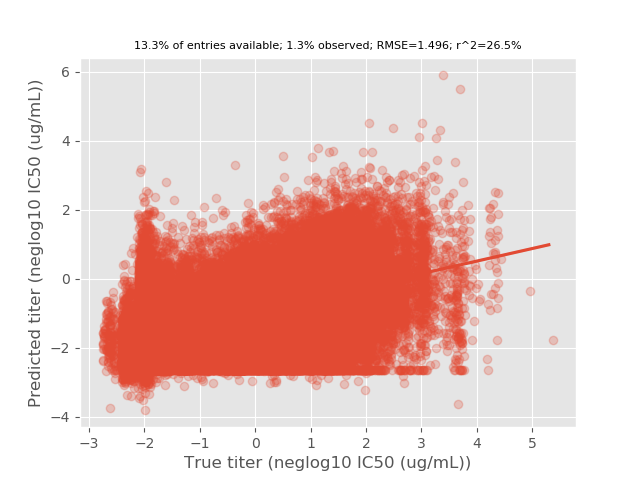 13.3% of entries available; 1.3% observed; RMSE=1.496; r^2=26.5%
6
4
2
0
−2
−4
Predicted titer (neglog10 IC50 (ug/mL))
−3 −2 −1 0 1 2 3 4 5
True titer (neglog10 IC50 (ug/mL))